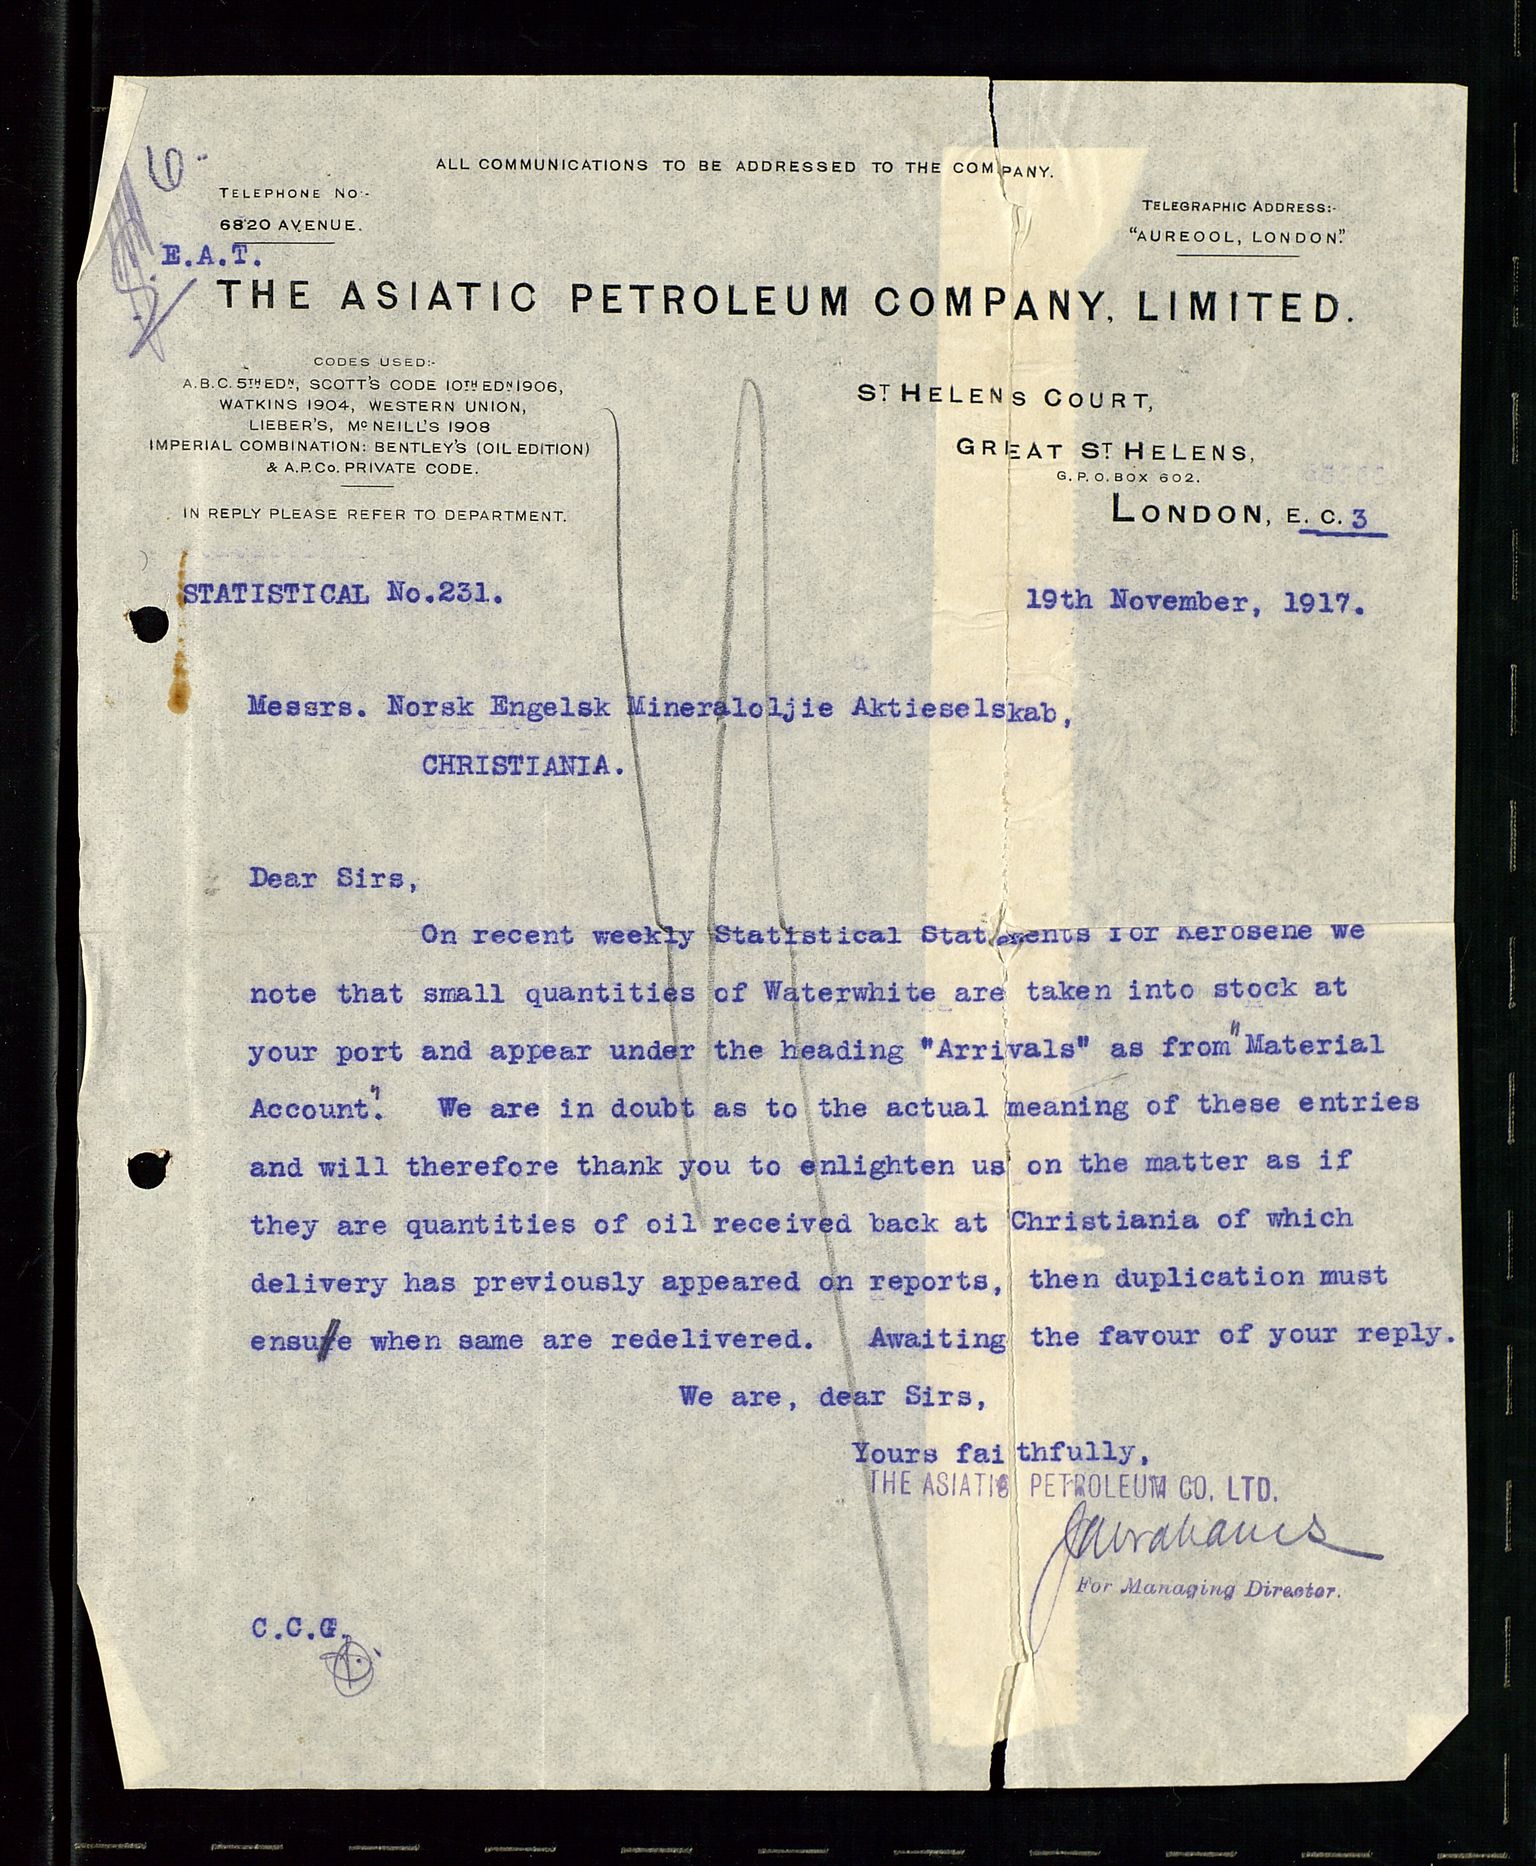 6.
ALL COMMUNICATIONS TO BE ADDRESSED TO THE COMPANY.
TELEPHONE NO:-
6820 AVENUE.
TELEGRAPHIC ADDRESS:-
"AUREOOL, LONDON."
E.A.T.
THE ASIATIC PETROLEUM COMPANY, LIMITED.
CODES USED:-
A.B.C. 5TH EDN, SCOTT'S CODE 10TH EDN 1906,
WATKINS 1904, WESTERN UNION,
LIEBER'S, Mc NEILL'S 1908
IMPERIAL COMBINATION: BENTLEY'S (OIL EDITION)
& A.P.Co. PRIVATE CODE.
IN REPLY PLEASE REFER TO DEPARTMENT.
ST HELENS COURT,
GREAT ST HELENS,
G.P.O. BOX 602.
LONDON, E.C. 3
STATISTICAL No.231.
19th November, 1917.
Messrs. Norsk Engelsk Mineraloljie Aktieselskab,
CHRISTIANIA.
Dear Sirs,
On recent weekly Statistical Statements for Kerosene we
note that small quantities of Waterwhite are taken into stock at
your port and appear under the heading "Arrivals" as from "Material
Account". We are in doubt as to the actual meaning of these entries
and will therefore thank you to enlighten us on the matter as if
they are quantities of oil received back at Christiania of which
delivery has previously appeared on reports, then duplication must
ensue when same are redelivered. Awaiting the favour of your reply.
We are, dear Sirs,
Yours faithfully,
THE ASIATIC PETROLEUM CO. LTD.
JAbrahams
For Managing Director.
C.C.G.